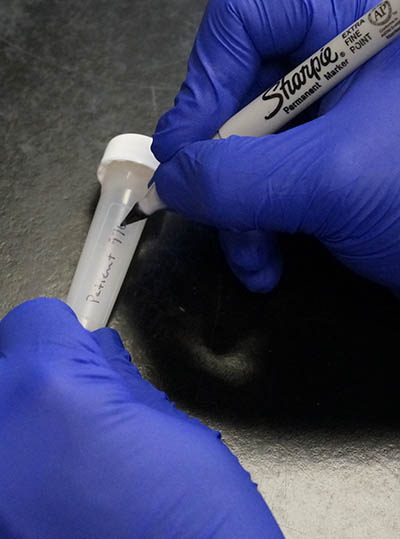 Sharpie®
Permanent Marker
EXTRA
FINE
POINT
AP
Patient